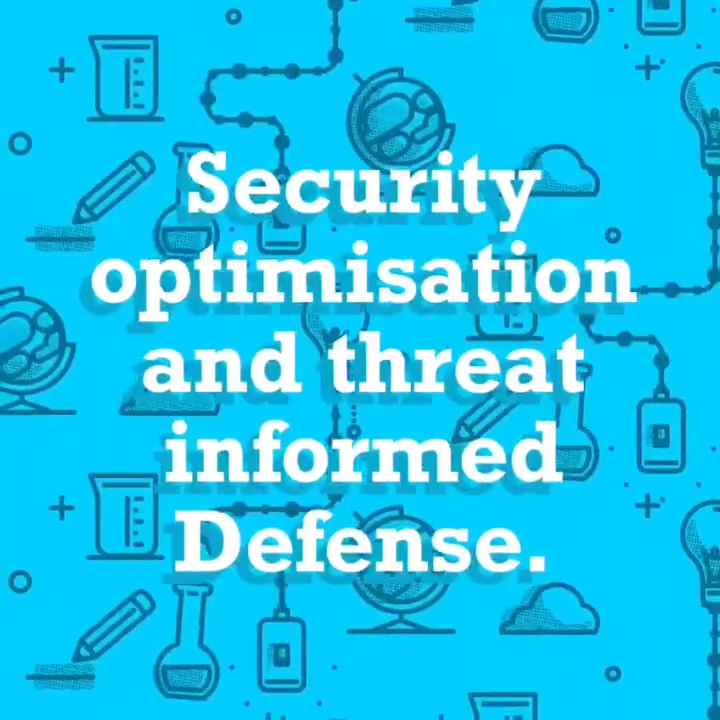 Security
optimisation
and threat
informed
Defense.